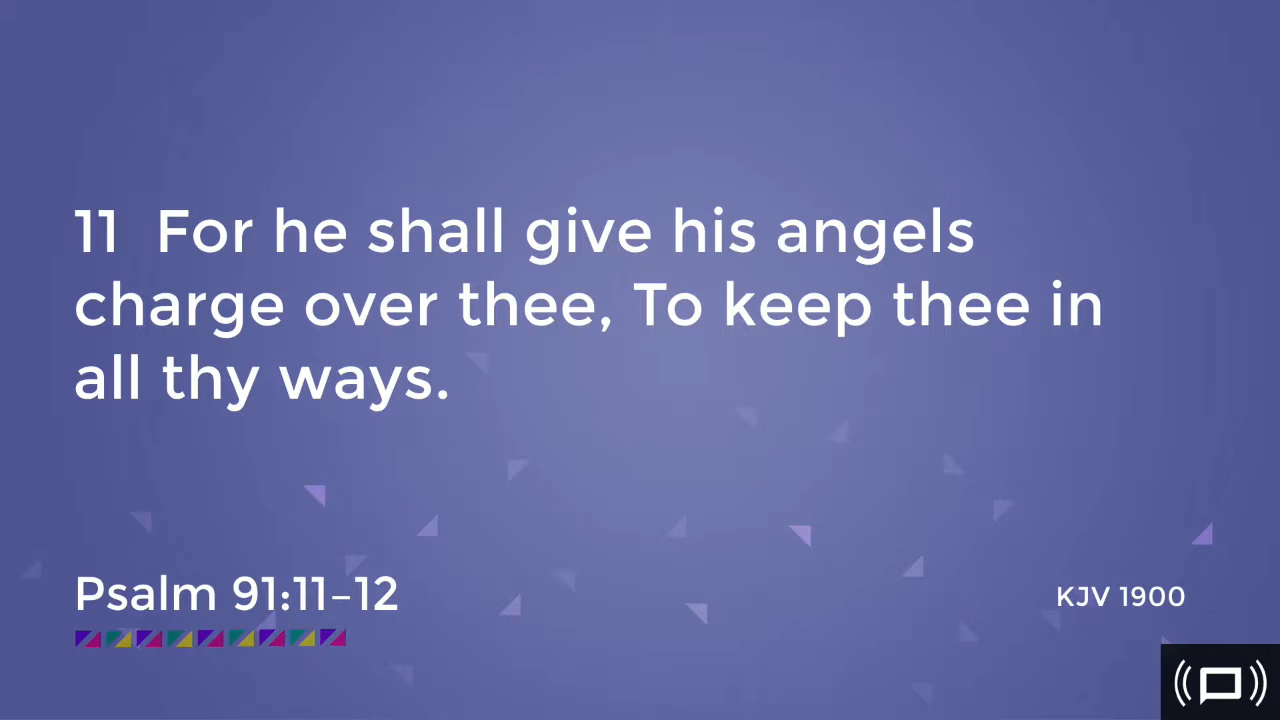 11 For he shall give his angels
charge over thee, To keep thee in
all thy ways.
Psalm 91:11–12
KJV 1900